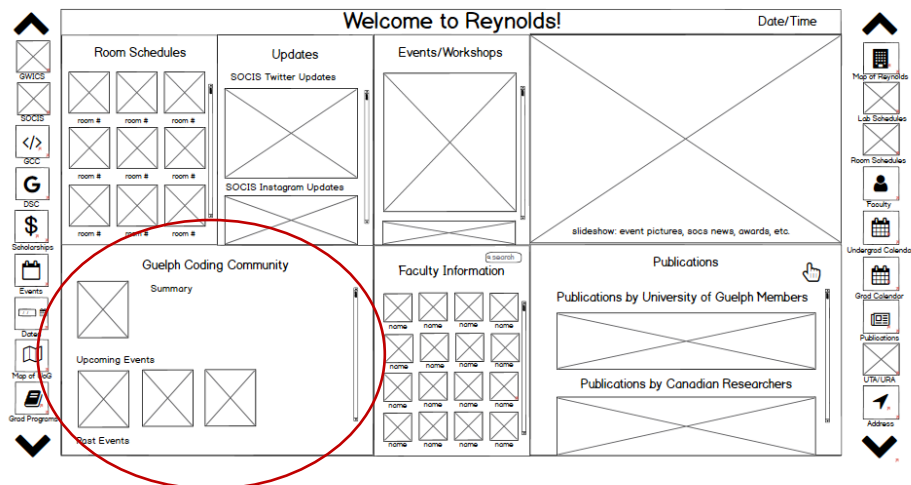 Welcome to Reynolds!
Date/Time
GWICS
SOCIS
</>
GCC
G
DSC
$
Scholarships
Events
Dates
Map of UoG
Grad Programs
Room Schedules
room #
room #
room #
room #
room #
room #
room #
room #
room #
Updates
SOCIS Twitter Updates
SOCIS Instagram Updates
Events/Workshops
slideshow: event pictures, socs news, awards, etc.
Guelph Coding Community
Summary
Upcoming Events
Past Events
search
Faculty Information
name name name name
name name name name
name name name name
name name name name
Publications
Publications by University of Guelph Members
Publications by Canadian Researchers
Map of Reynolds
Lab Schedules
Room Schedules
Faculty
Undergrad Calendar
Grad Calendar
Publications
UTA/URA
Address